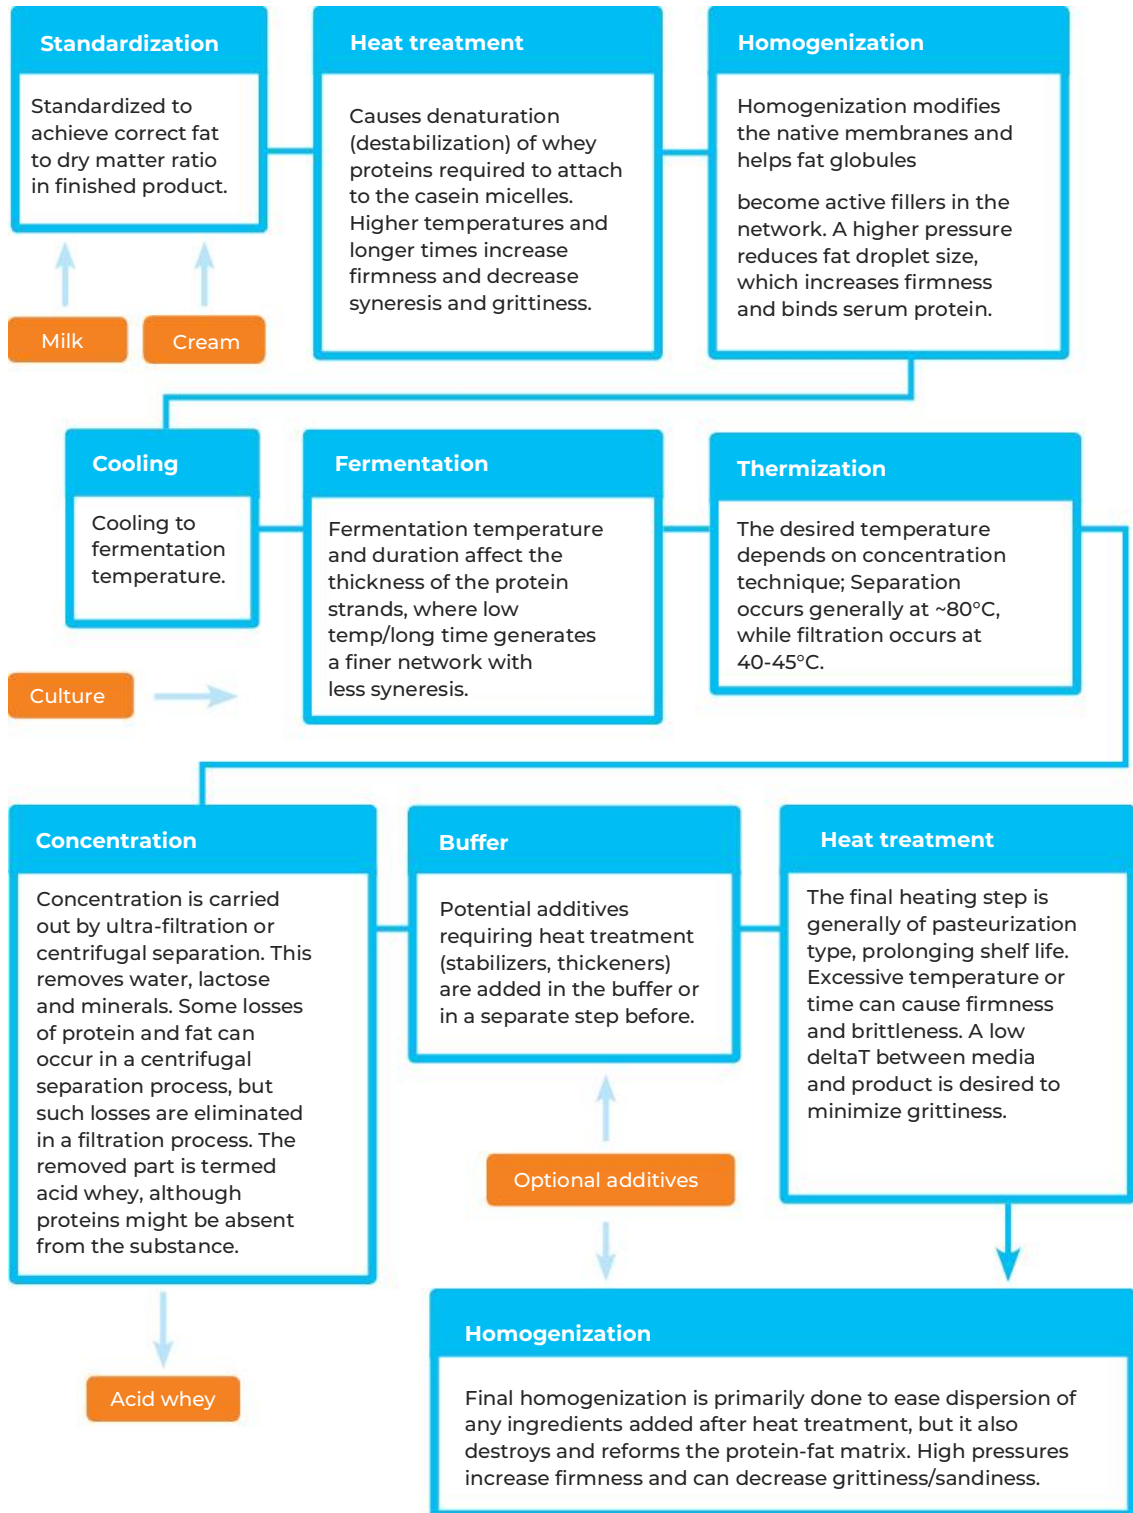 Standardization
Standardized to
achieve correct fat
to dry matter ratio
in finished product.
Milk
Cream
Heat treatment
Causes denaturation
(destabilization) of whey
proteins required to attach
to the casein micelles.
Higher temperatures and
longer times increase
firmness and decrease
syneresis and grittiness.
Homogenization
Homogenization modifies
the native membranes and
helps fat globules
become active fillers in the
network. A higher pressure
reduces fat droplet size,
which increases firmness
and binds serum protein.
Cooling
Cooling to
fermentation
temperature.
Culture
Fermentation
Fermentation temperature
and duration affect the
thickness of the protein
strands, where low
temp/long time generates
a finer network with
less syneresis.
Thermization
The desired temperature
depends on concentration
technique; Separation
occurs generally at ~80°C,
while filtration occurs at
40-45°C.
Concentration
Concentration is carried
out by ultra-filtration or
centrifugal separation. This
removes water, lactose
and minerals. Some losses
of protein and fat can
occur in a centrifugal
separation process, but
such losses are eliminated
in a filtration process. The
removed part is termed
acid whey, although
proteins might be absent
from the substance.
Acid whey
Buffer
Potential additives
requiring heat treatment
(stabilizers, thickeners)
are added in the buffer or
in a separate step before.
Optional additives
Heat treatment
The final heating step is
generally of pasteurization
type, prolonging shelf life.
Excessive temperature or
time can cause firmness
and brittleness. A low
deltaT between media
and product is desired to
minimize grittiness.
Homogenization
Final homogenization is primarily done to ease dispersion of
any ingredients added after heat treatment, but it also
destroys and reforms the protein-fat matrix. High pressures
increase firmness and can decrease grittiness/sandiness.